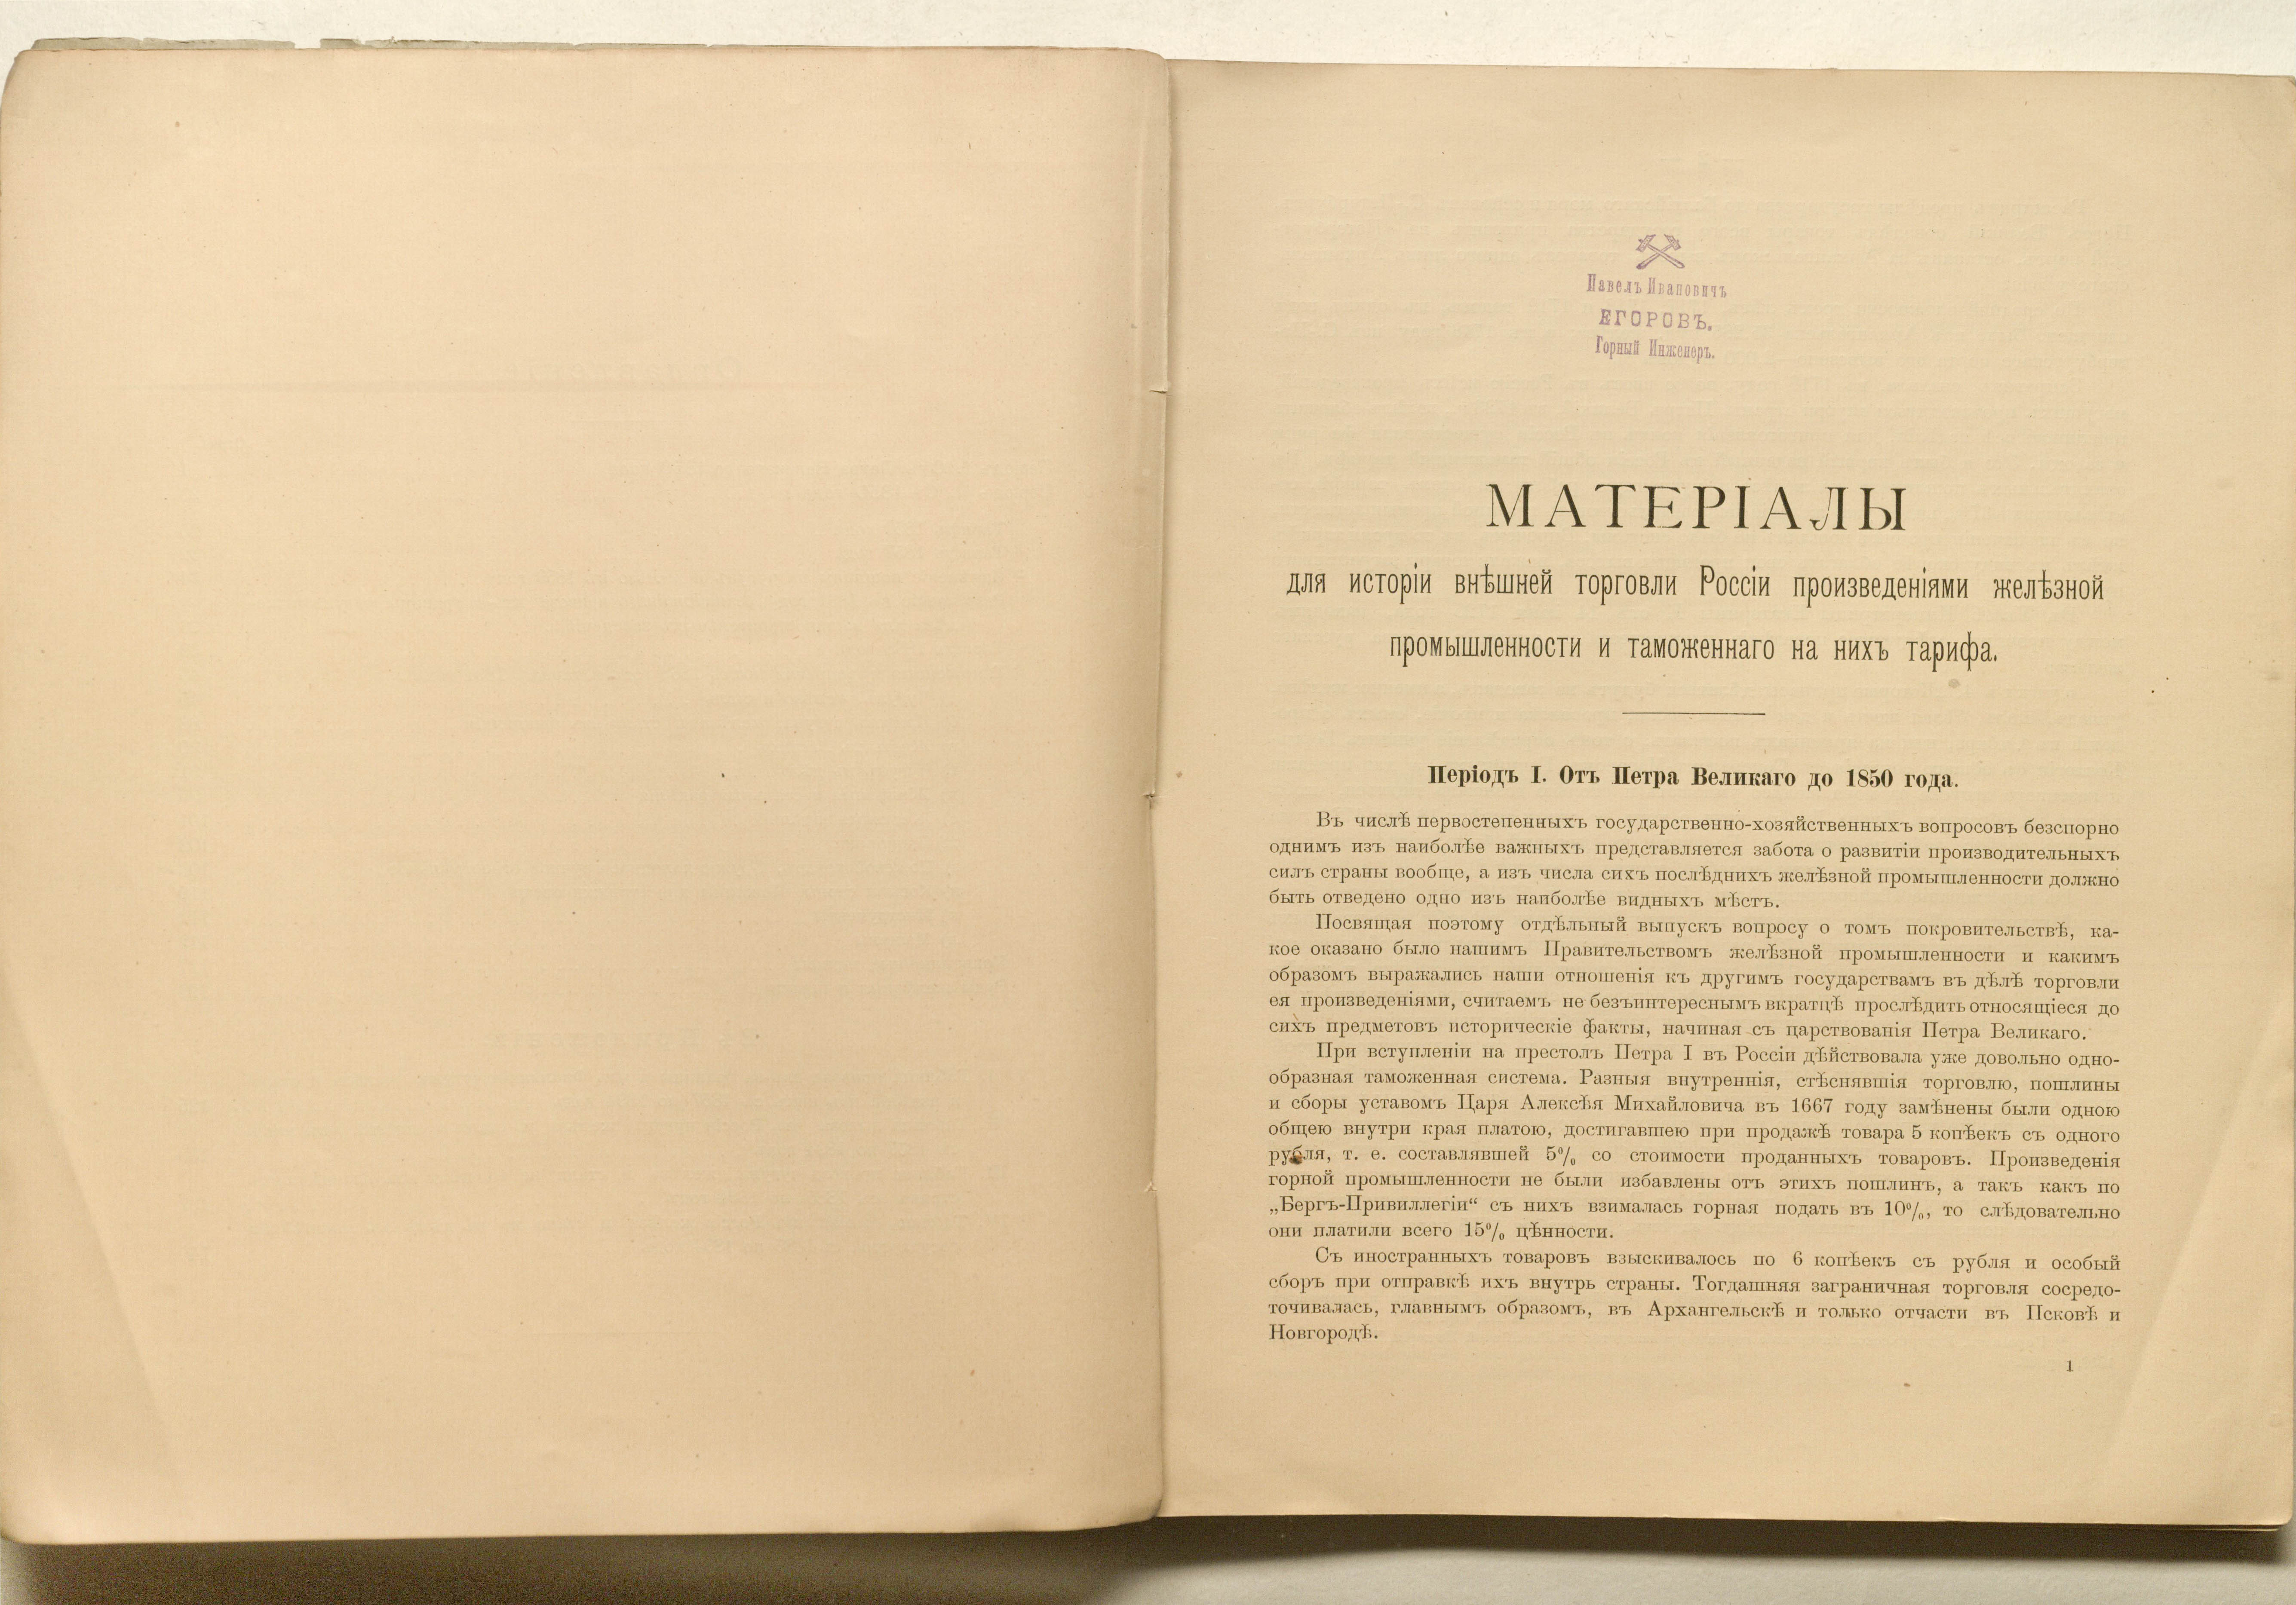 Павелъ Ивановичъ
ЕГОРОВЪ.
Горный Инженеръ.
МАТЕРІАЛЫ
для исторіи внѣшней торговли Россіи произведеніями желѣзной
промышленности и таможеннаго на нихъ тарифа.
Періодъ I. Отъ Петра Великаго до 1850 года.
Въ числѣ первостепенныхъ государственно-хозяйственныхъ вопросовъ безспорно
однимъ изъ наиболѣе важныхъ представляется забота о развитіи производительныхъ
силъ страны вообще, а изъ числа сихъ послѣднихъ желѣзной промышленности должно
быть отведено одно изъ наиболѣе видныхъ мѣстъ.
Посвящая поэтому отдѣльный выпускъ вопросу о томъ покровительствѣ, ка-
кое оказано было нашимъ Правительствомъ желѣзной промышленности и какимъ
образомъ выражались наши отношенія къ другимъ государствамъ въ дѣлѣ торговли
ея произведеніями, считаемъ не безъинтереснымъ вкратцѣ прослѣдить относящіеся до
сихъ предметовъ историческіе факты, начиная съ царствованія Петра Великаго.
При вступленіи на престолъ Петра I въ Россіи дѣйствовала уже довольно одно-
образная таможенная система. Разныя внутреннія, стѣснявшія торговлю, пошлины
и сборы уставомъ Царя Алексѣя Михайловича въ 1667 году замѣнены были одною
общею внутри края платою, достигавшею при продажѣ товара 5 копѣекъ съ одного
рубля, т. е. составлявшей 5% со стоимости проданныхъ товаровъ. Произведенія
горной промышленности не были избавлены отъ этихъ пошлинъ, а такъ какъ по
„Бергъ-Привиллегіи“ съ нихъ взималась горная подать въ 10%, то слѣдовательно
они платили всего 15% цѣнности.
Съ иностранныхъ товаровъ взыскивалось по 6 копѣекъ съ рубля и особый
сборъ при отправкѣ ихъ внутрь страны. Тогдашняя заграничная торговля сосредо-
точивалась, главнымъ образомъ, въ Архангельскѣ и только отчасти въ Псковѣ и
Новгородѣ.
1